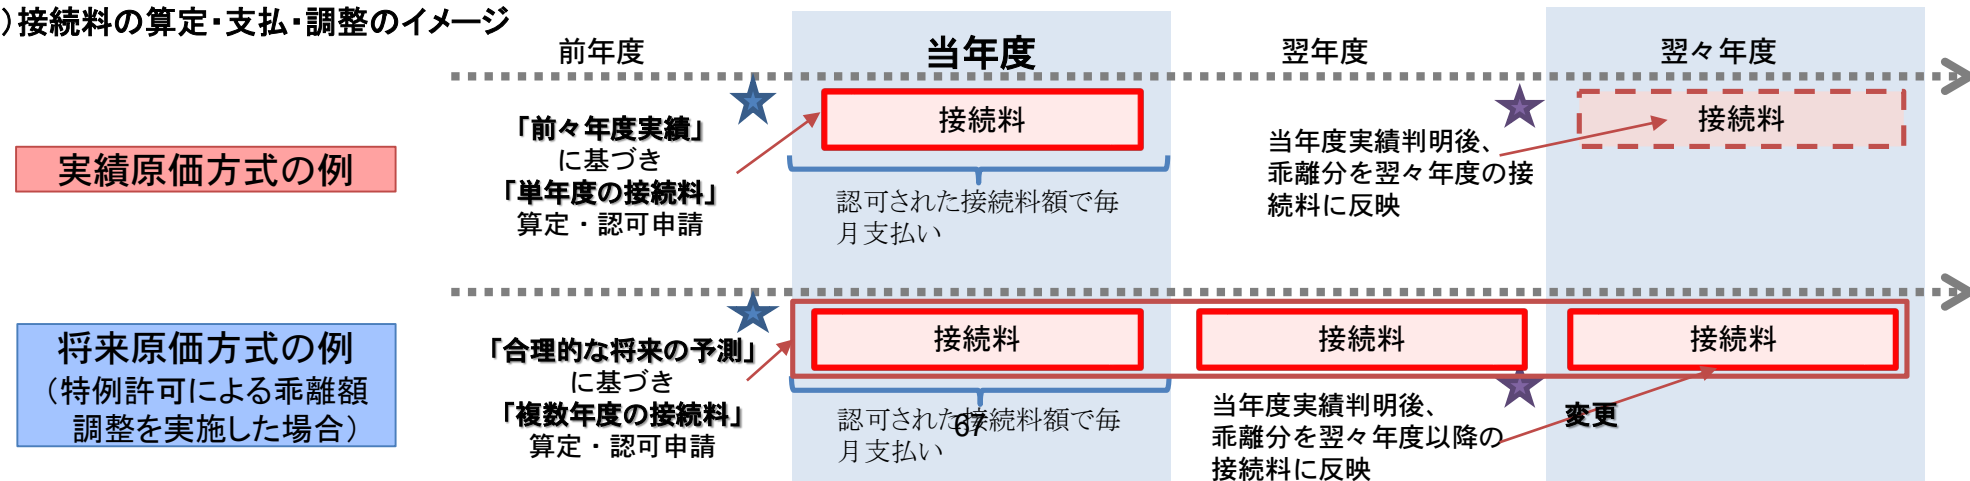 ）接続料の算定・支払・調整のイメージ
前年度
当年度
翌年度
翌々年度
実績原価方式の例
「前々年度実績」
に基づき
「単年度の接続料」
算定・認可申請
接続料
認可された接続料額で毎
月支払い
当年度実績判明後、
乖離分を翌々年度の接
続料に反映
接続料
将来原価方式の例
（特例許可による乖離額
調整を実施した場合）
「合理的な将来の予測」
に基づき
「複数年度の接続料」
算定・認可申請
接続料
接続料
接続料
認可された接続料額で毎
月支払い
67
当年度実績判明後、
乖離分を翌々年度以降の
接続料に反映
変更